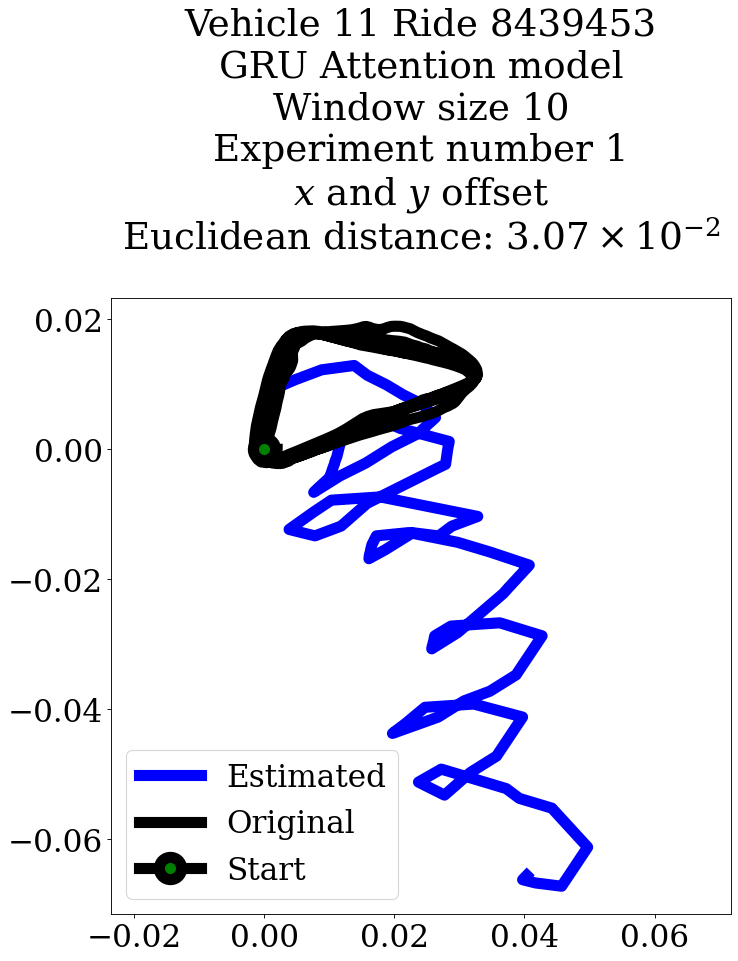 Vehicle 11 Ride 8439453
GRU Attention model
Window size 10
Experiment number 1
x and y offset
Euclidean distance: 3.07 × 10⁻²
0.02
0.00
−0.02
−0.04
−0.06
Estimated
Original
Start
−0.02 0.00 0.02 0.04 0.06